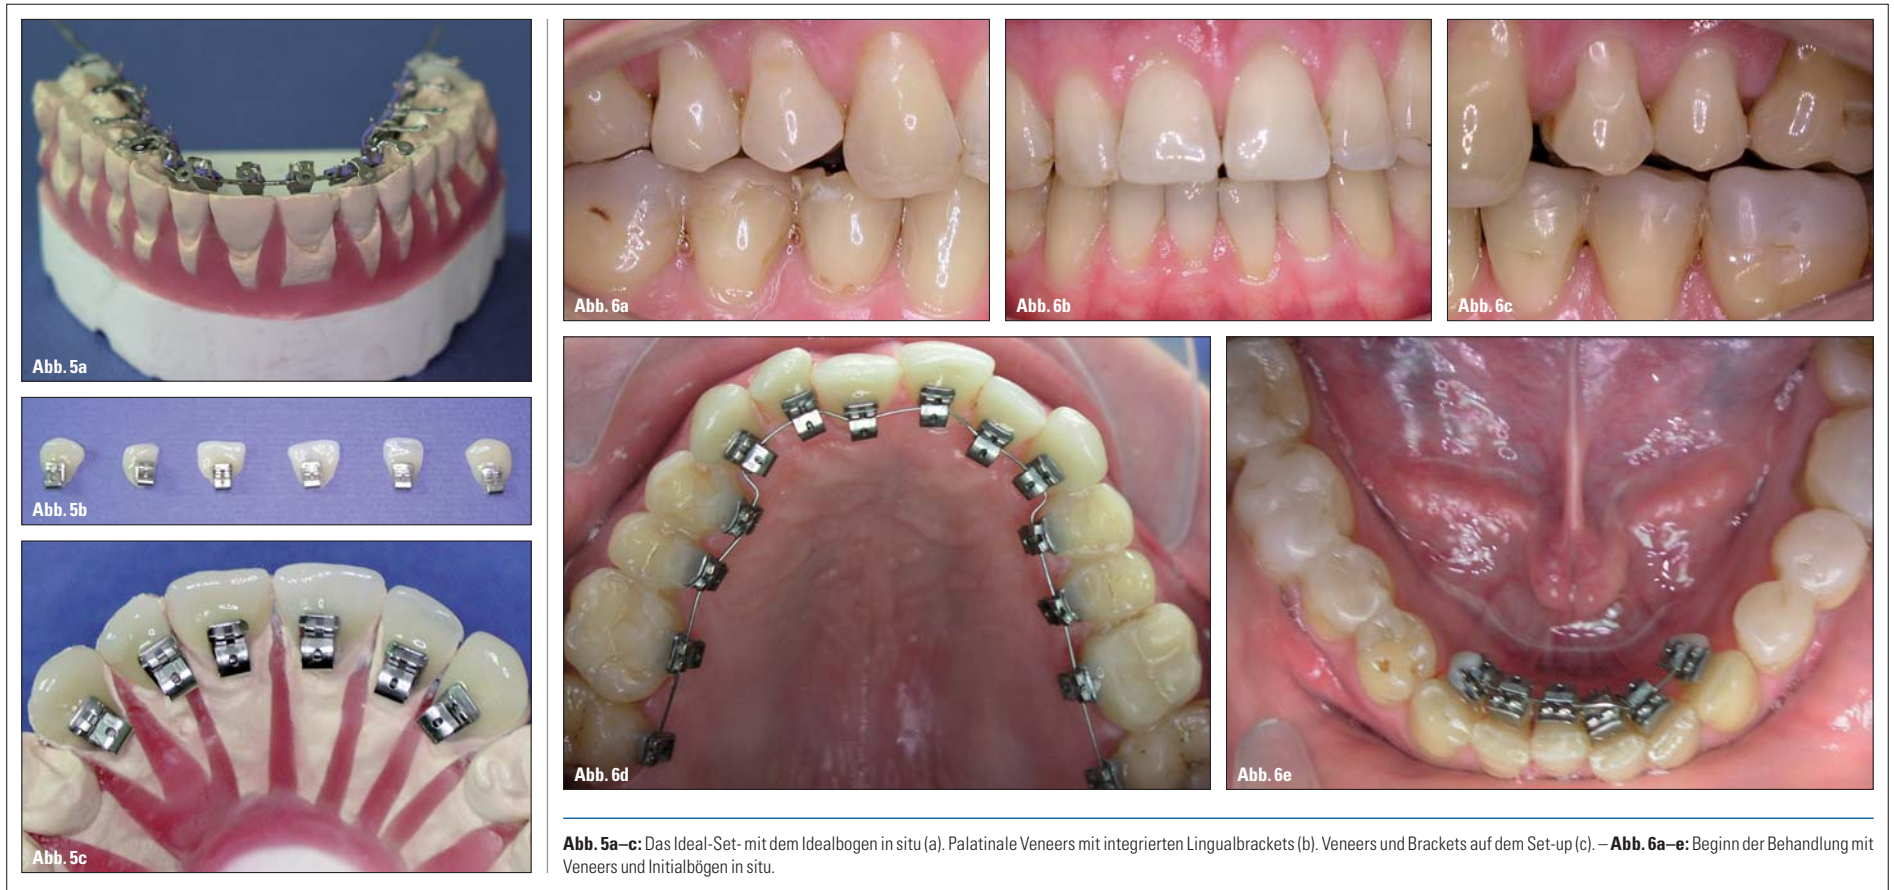 Abb. 5a
Abb. 5b
Abb. 5c
Abb. 6a
Abb. 6b
Abb. 6c
Abb. 6d
Abb. 6e
Abb. 5a–c: Das Ideal-Set- mit dem Idealbogen in situ (a). Palatinale Veneers mit integrierten Lingualbrackets (b). Veneers und Brackets auf dem Set-up (c). – Abb. 6a–e: Beginn der Behandlung mit
Veneers und Initialbögen in situ.